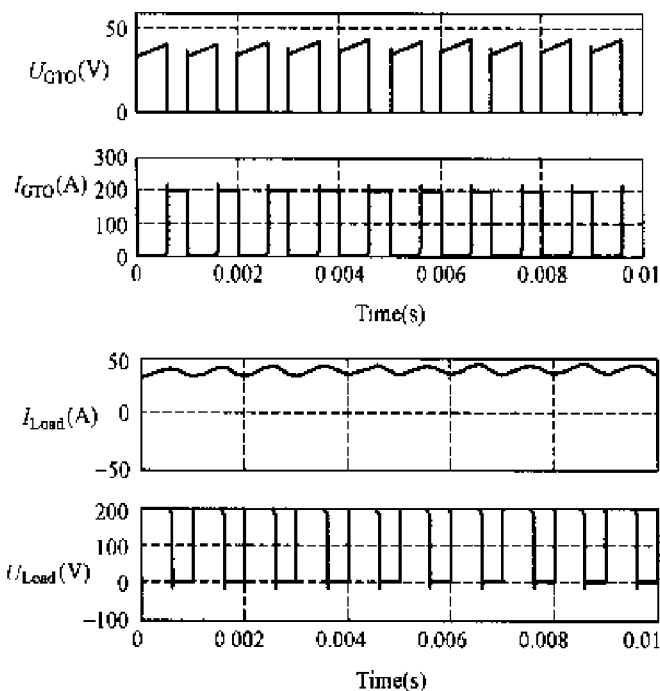 50
U_GTO(V)
0
300
I_GTO(A) 200
100
0
0 0 002 0 004 0 006 0 008 0 01
Time(s)
50
I_Load(A) 0
−50
200
100
U_Load(V) 0
−100
0 0 002 0.004 0.006 0.008 0.01
Time(s)